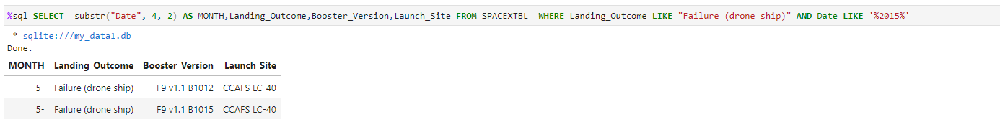 %sql SELECT  substr("Date", 4, 2) AS MONTH,Landing_Outcome,Booster_Version,Launch_Site FROM SPACEXTBL  WHERE Landing_Outcome LIKE "Failure (drone ship)" AND Date LIKE '%2015%'
* sqlite:///my_data1.db
Done.
MONTH Landing_Outcome Booster_Version Launch_Site
5- Failure (drone ship) F9 v1.1 B1012 CCAFS LC-40
5- Failure (drone ship) F9 v1.1 B1015 CCAFS LC-40